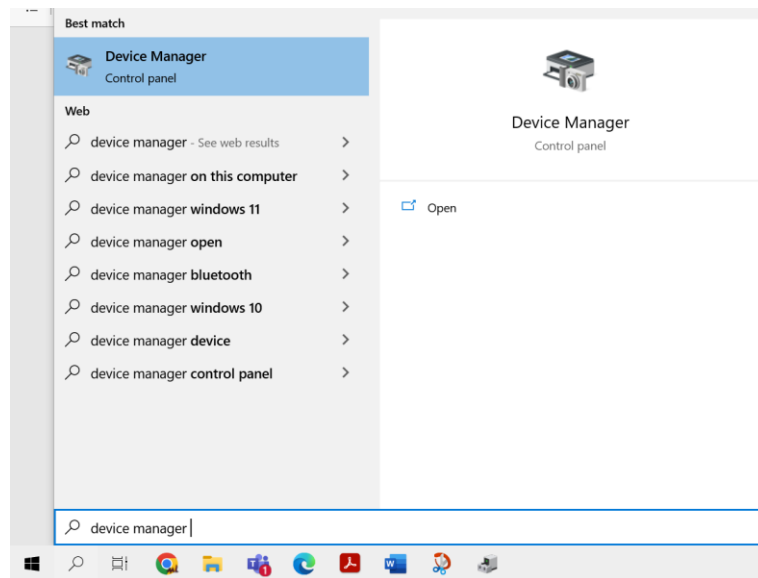 Best match
Device Manager
Control panel
Web
device manager - See web results
device manager on this computer
device manager windows 11
device manager open
device manager bluetooth
device manager windows 10
device manager device
device manager control panel
device manager
Device Manager
Control panel
Open
1
W